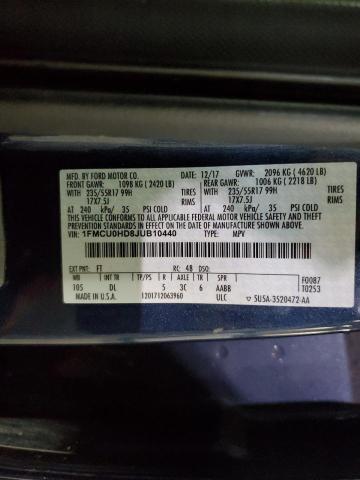 MFD. BY FORD MOTOR CO. 12/17 GVWR: 2096 KG ( 4620 LB)
FRONT GAWR: 1098 KG ( 2420 LB) REAR GAWR: 1006 KG ( 2218 LB)
WITH 235/55R17 99H TIRES WITH 235/55R17 99H TIRES
17X7.5J RIMS 17X7.5J RIMS
AT 240 kPa/ 35 PSI COLD AT 240 kPa/ 35 PSI COLD
THIS VEHICLE CONFORMS TO ALL APPLICABLE FEDERAL MOTOR VEHICLE SAFETY AND THEFT PREVENTION STANDARDS IN EFFECT ON THE DATE OF MANUFACTURE SHOWN ABOVE.
VIN: 1FMCU0HD8JUB10440 TYPE: MPV
EXT PNT: FT RC: 48 DSO: F0087
WB INT TR TP/PS R AXLE TR SPR T0253
105 DL 5 3C 6 AABB
MADE IN U.S.A. 1201712063960 ULC 5U5A-3520472-AA